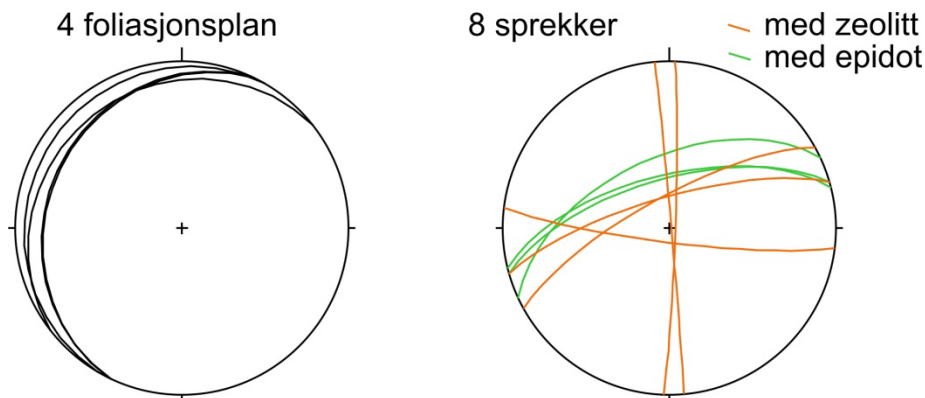 4 foliasjonsplan
8 sprekker
med zeolitt
med epidot